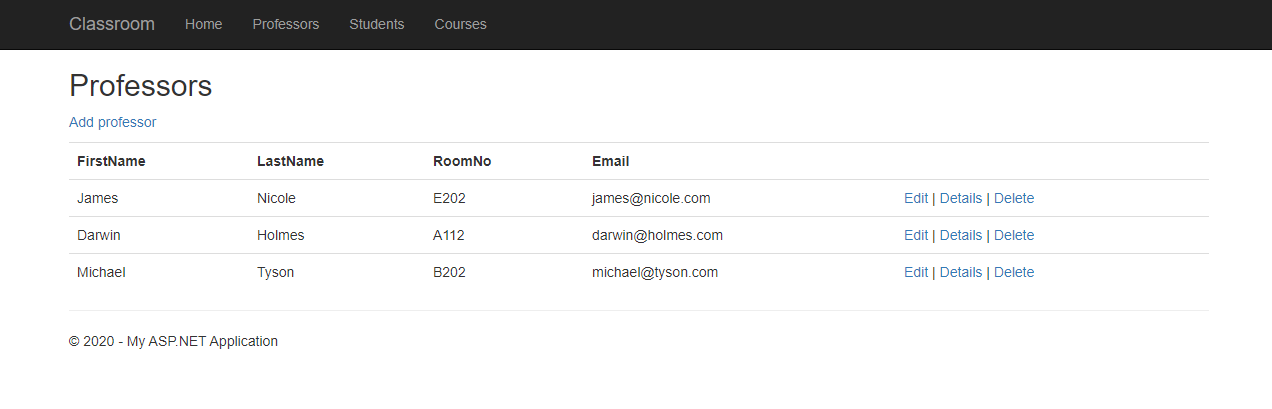 Classroom Home Professors Students Courses
Professors
Add professor
FirstName LastName RoomNo Email
James Nicole E202 james@nicole.com Edit | Details | Delete
Darwin Holmes A112 darwin@holmes.com Edit | Details | Delete
Michael Tyson B202 michael@tyson.com Edit | Details | Delete
© 2020 - My ASP.NET Application